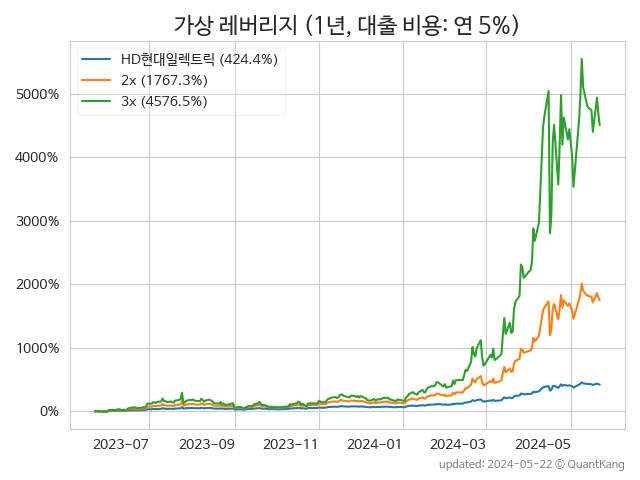 가상 레버리지 (1년, 대출 비용: 연 5%)
HD현대일렉트릭 (424.4%)
2x (1767.3%)
3x (4576.5%)
5000%
4000%
3000%
2000%
1000%
0%
2023-07 2023-09 2023-11 2024-01 2024-03 2024-05
updated: 2024-05-22 © QuantKang